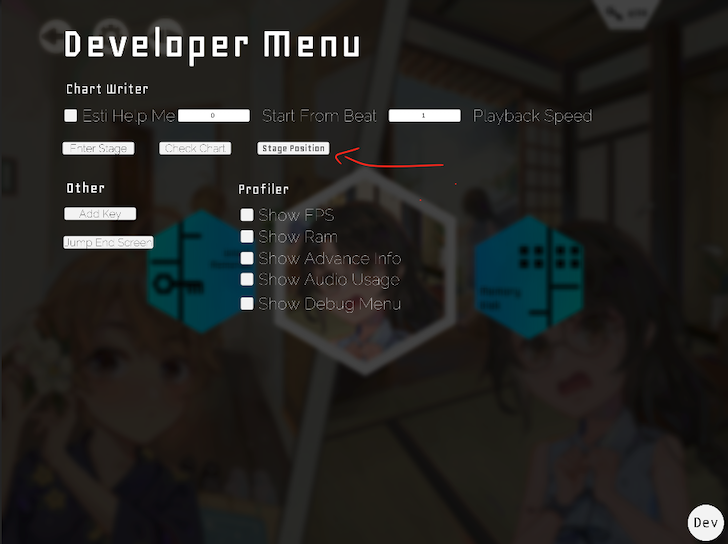 Developer Menu
Chart Writer
Esti Help Me 0 Start From Beat 1 Playback Speed
Enter Stage Check Chart Stage Position
Other Profiler
Add Key Show FPS
Jump End Screen Show Ram
Show Advance Info
Show Audio Usage
Show Debug Menu
Dev